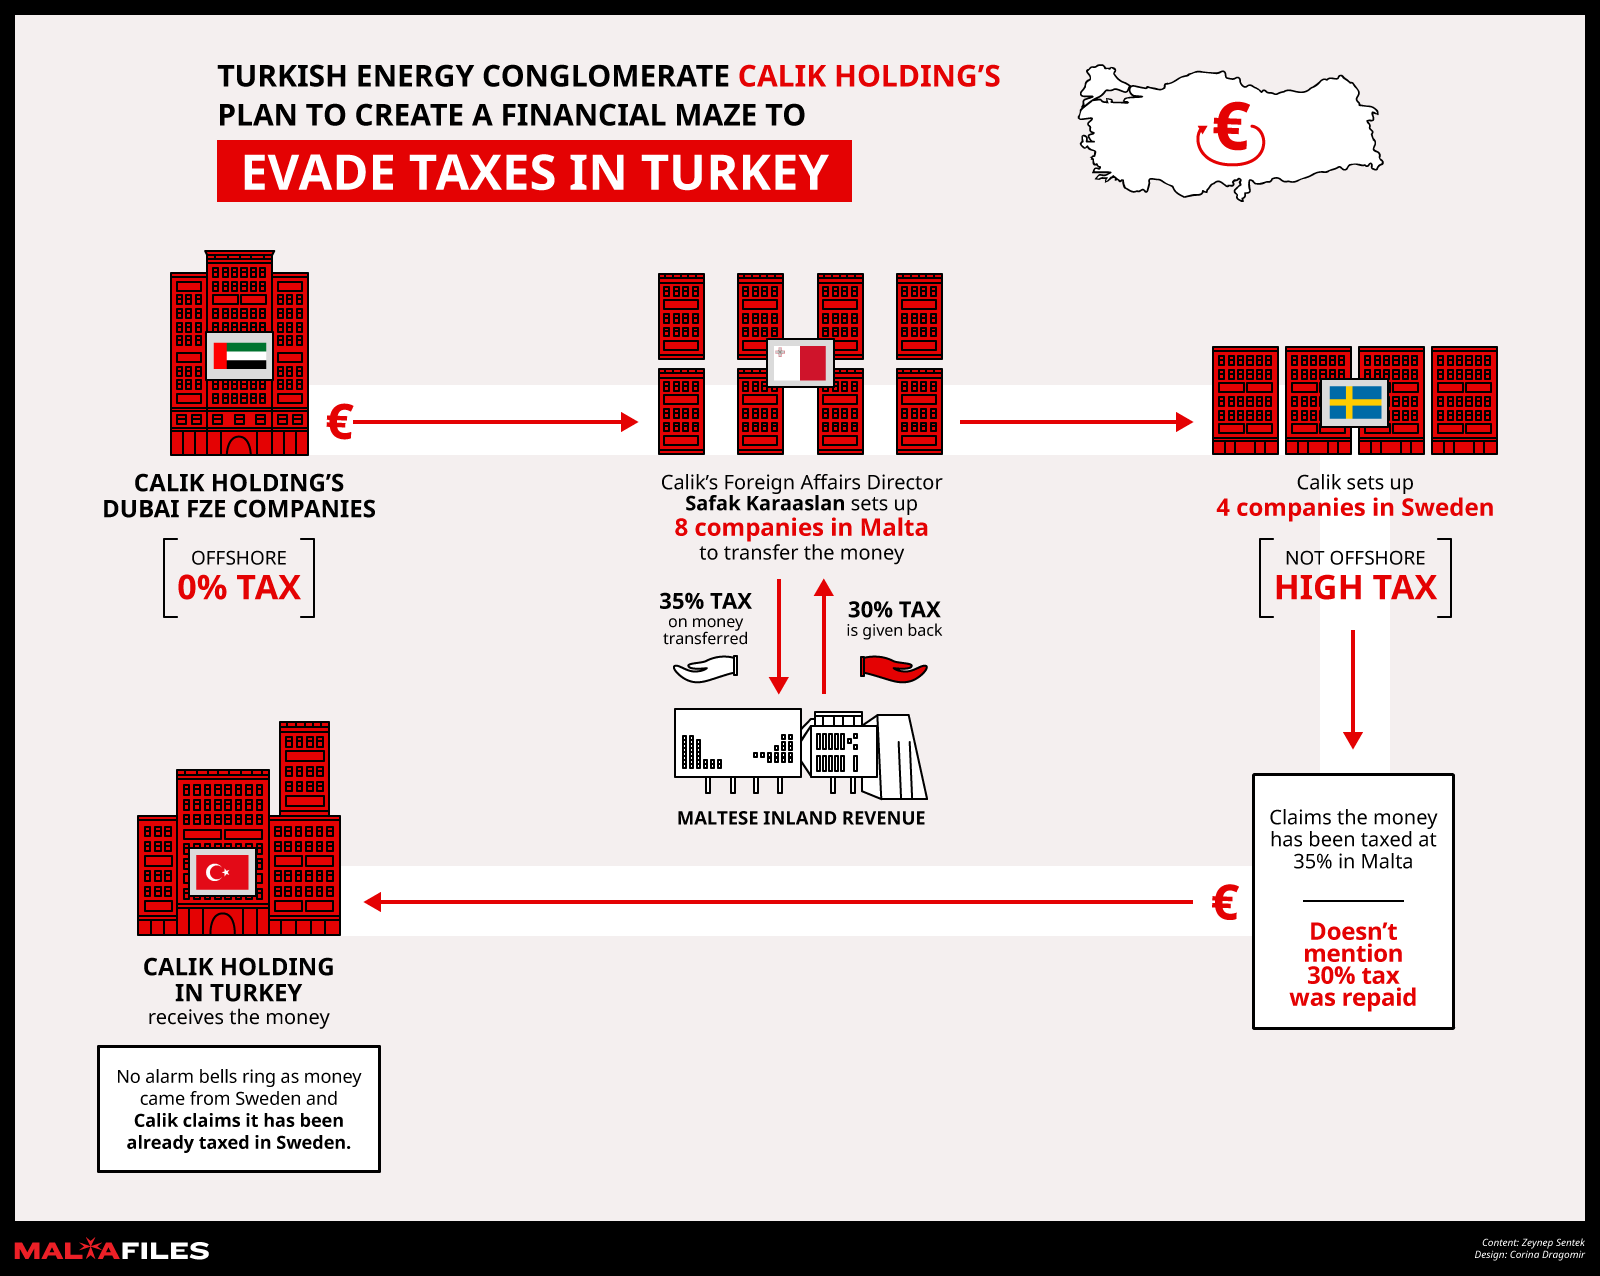 TURKISH ENERGY CONGLOMERATE CALIK HOLDING'S
PLAN TO CREATE A FINANCIAL MAZE TO
EVADE TAXES IN TURKEY
€
€
CALIK HOLDING'S
DUBAI FZE COMPANIES
OFFSHORE
0% TAX
Calik's Foreign Affairs Director
Safak Karaaslan sets up
8 companies in Malta
to transfer the money
35% TAX
on money
transferred
30% TAX
is given back
MALTESE INLAND REVENUE
Calik sets up
4 companies in Sweden
NOT OFFSHORE
HIGH TAX
Claims the money
has been taxed at
35% in Malta
Doesn't
mention
30% tax
was repaid
€
CALIK HOLDING
IN TURKEY
receives the money
No alarm bells ring as money
came from Sweden and
Calik claims it has been
already taxed in Sweden.
MALTAFILES
Content: Zeynep Sentek
Design: Corina Dragomir